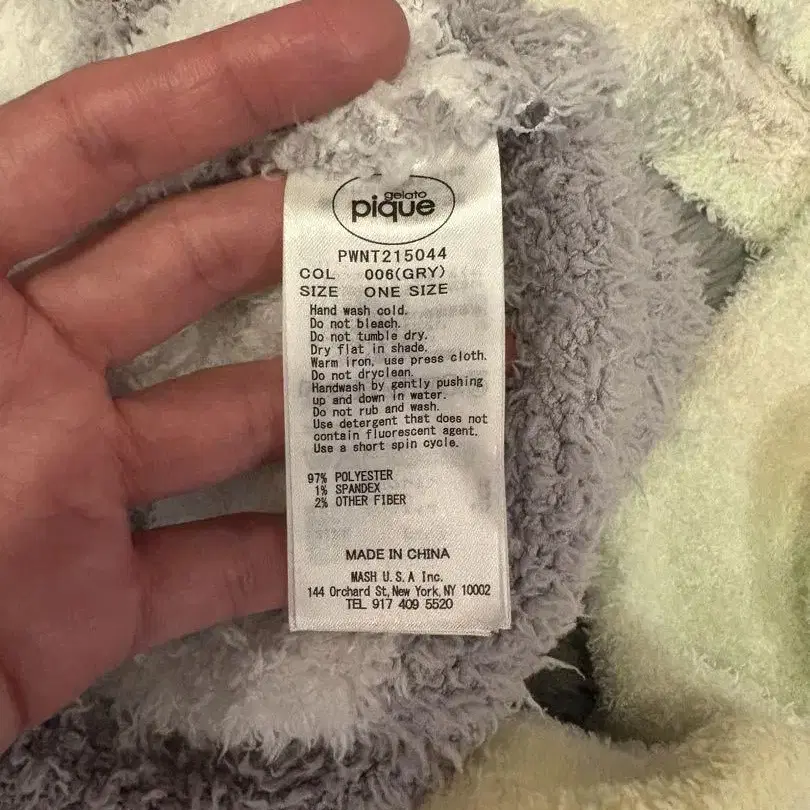 gelato
pique
PWNT215044
COL 006(GRY)
SIZE ONE SIZE
Hand wash cold.
Do not bleach.
Do not tumble dry.
Dry flat in shade.
Warm iron, use press cloth.
Do not dryclean.
Handwash by gently pushing
up and down in water.
Do not rub and wash.
Use detergent that does not
contain fluorescent agent.
Use a short spin cycle.
97% POLYESTER
1% SPANDEX
2% OTHER FIBER
MADE IN CHINA
MASH U.S.A Inc.
144 Orchard St, New York, NY 10002
TEL 917 409 5520